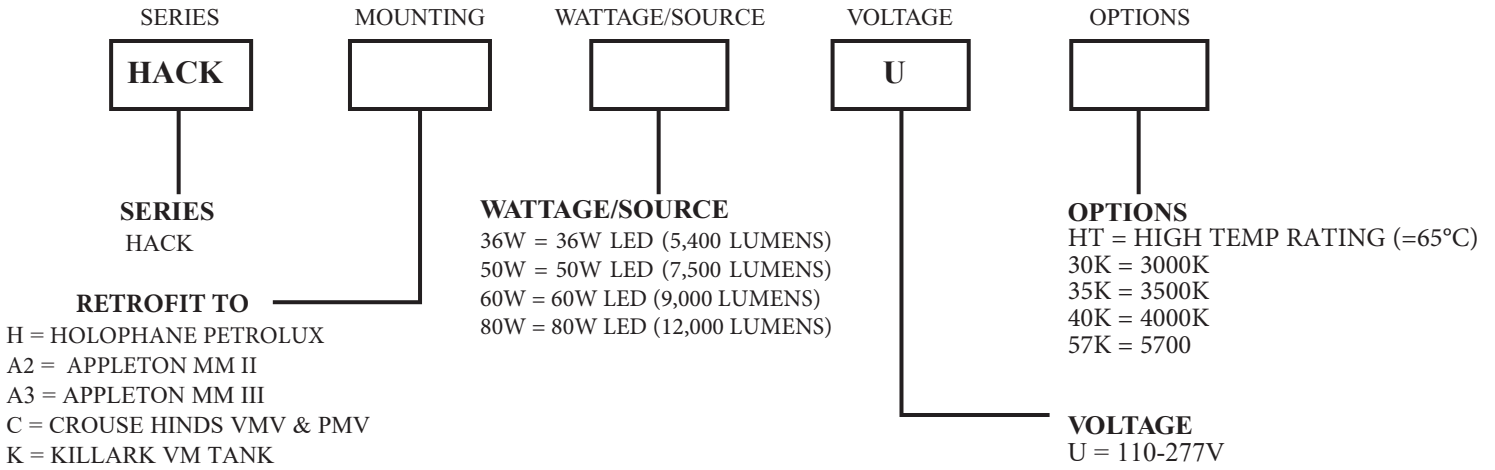 SERIES MOUNTING WATTAGE/SOURCE VOLTAGE OPTIONS
HACK U
SERIES
HACK
RETROFIT TO
H = HOLOPHANE PETROLUX
A2 = APPLETON MM II
A3 = APPLETON MM III
C = CROUSE HINDS VMV & PMV
K = KILLARK VM TANK
WATTAGE/SOURCE
36W = 36W LED (5,400 LUMENS)
50W = 50W LED (7,500 LUMENS)
60W = 60W LED (9,000 LUMENS)
80W = 80W LED (12,000 LUMENS)
OPTIONS
HT = HIGH TEMP RATING (=65°C)
30K = 3000K
35K = 3500K
40K = 4000K
57K = 5700
VOLTAGE
U = 110-277V